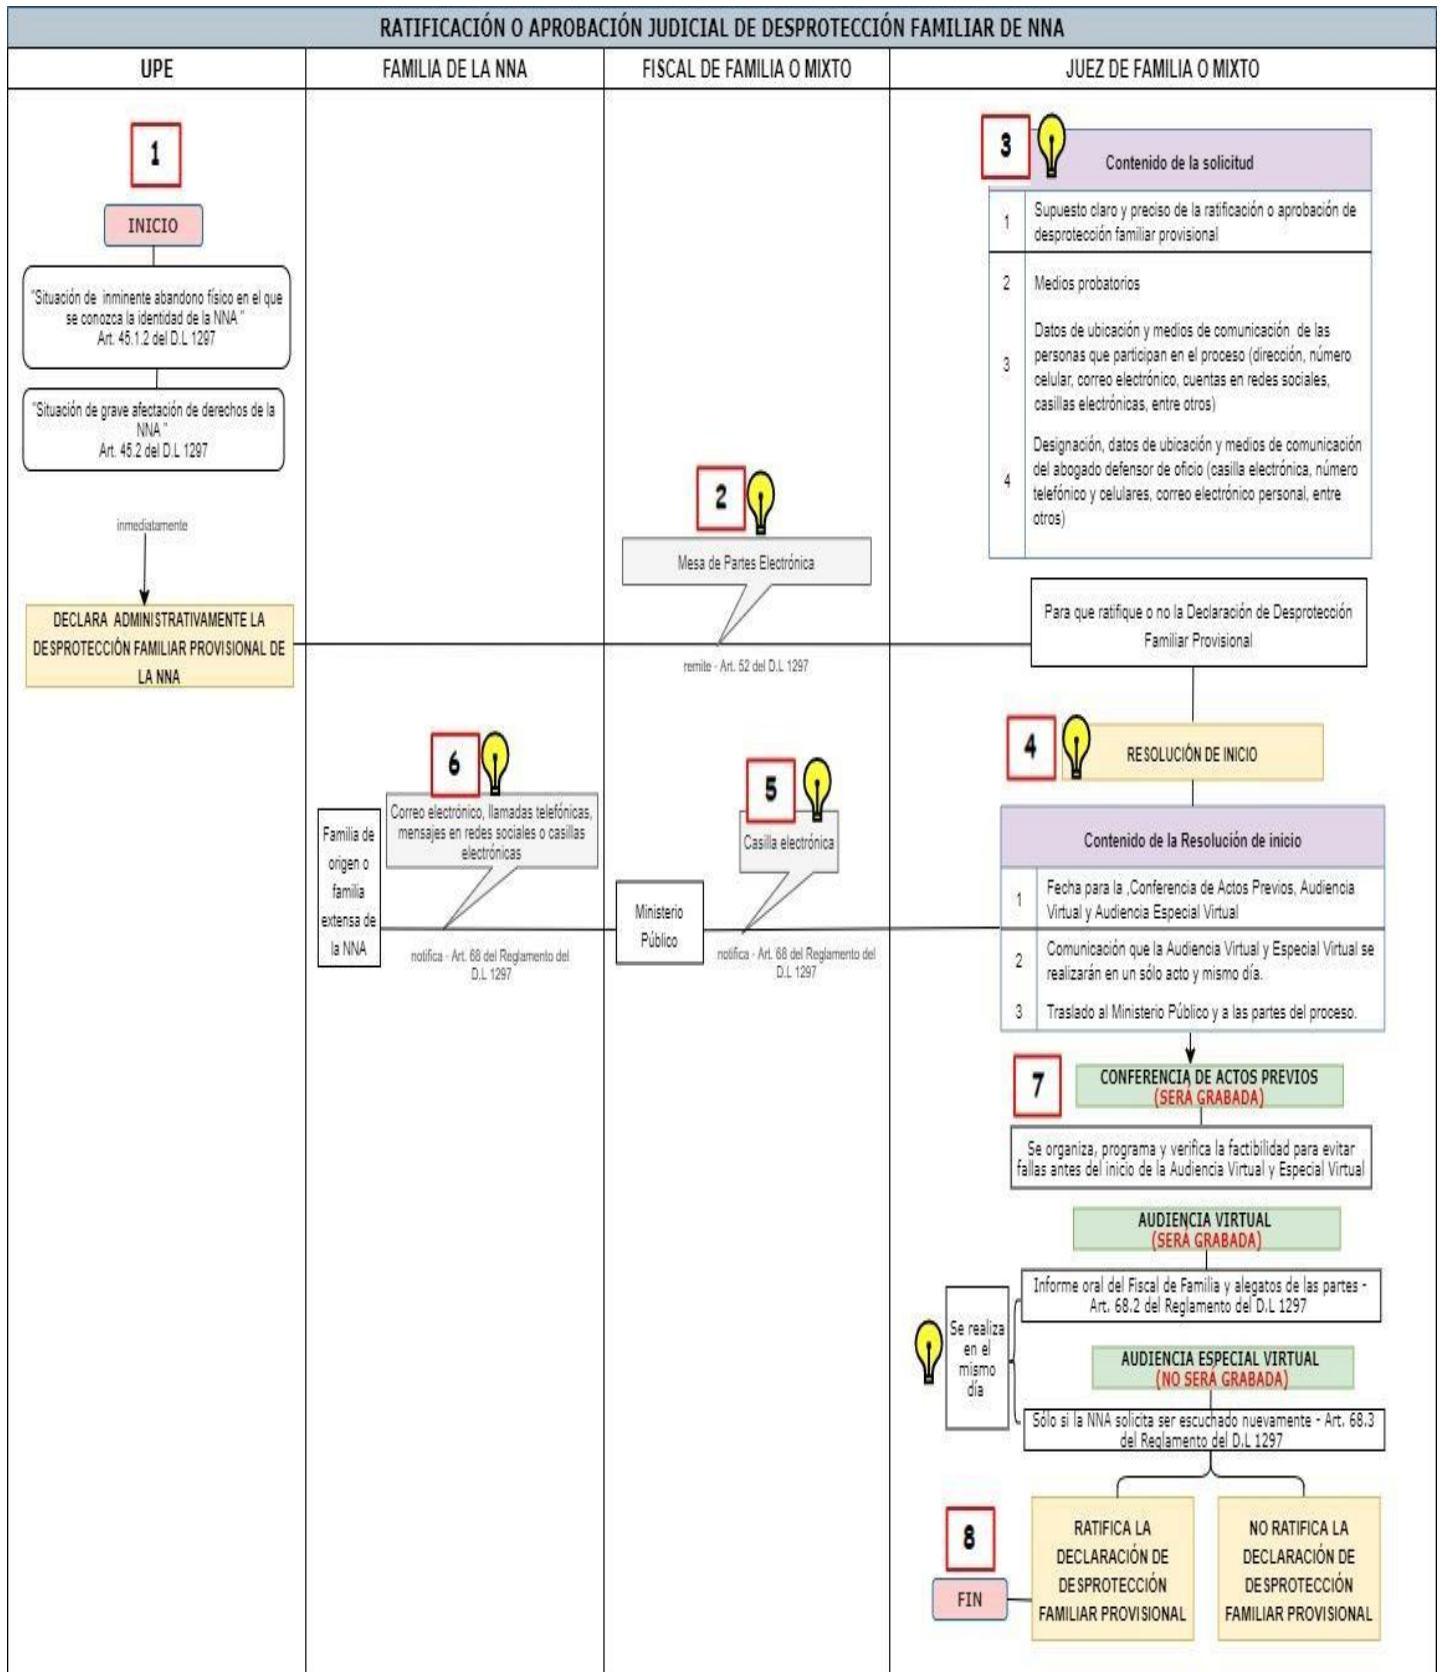 RATIFICACIÓN O APROBACIÓN JUDICIAL DE DESPROTECCIÓN FAMILIAR DE NNA
UPE
FAMILIA DE LA NNA
FISCAL DE FAMILIA O MIXTO
JUEZ DE FAMILIA O MIXTO
1
INICIO
"Situación de inminente abandono físico en el que
se conozca la identidad de la NNA "
Art. 45.1.2 del D.L 1297
"Situación de grave afectación de derechos de la
NNA "
Art. 45.2 del D.L 1297
inmediatamente
DECLARA ADMINISTRATIVAMENTE LA
DESPROTECCIÓN FAMILIAR PROVISIONAL DE
LA NNA
2
Mesa de Partes Electrónica
remite - Art. 52 del D.L 1297
3
Contenido de la solicitud
1
Supuesto claro y preciso de la ratificación o aprobación de
desprotección familiar provisional
2
Medios probatorios
3
Datos de ubicación y medios de comunicación de las
personas que participan en el proceso (dirección, número
celular, correo electrónico, cuentas en redes sociales,
casillas electrónicas, entre otros)
4
Designación, datos de ubicación y medios de comunicación
del abogado defensor de oficio (casilla electrónica, número
telefónico y celulares, correo electrónico personal, entre
otros)
Para que ratifique o no la Declaración de Desprotección
Familiar Provisional
4
RESOLUCIÓN DE INICIO
Contenido de la Resolución de inicio
1
Fecha para la ,Conferencia de Actos Previos, Audiencia
Virtual y Audiencia Especial Virtual
2
Comunicación que la Audiencia Virtual y Especial Virtual se
realizarán en un sólo acto y mismo día.
3
Traslado al Ministerio Público y a las partes del proceso.
5
Casilla electrónica
Ministerio
Público
notifica - Art. 68 del Reglamento del
D.L 1297
6
Correo electrónico, llamadas telefónicas,
mensajes en redes sociales o casillas
electrónicas
Familia de
origen o
familia
extensa de
la NNA
notifica - Art. 68 del Reglamento del
D.L 1297
7
CONFERENCIA DE ACTOS PREVIOS
(SERÁ GRABADA)
Se organiza, programa y verifica la factibilidad para evitar
fallas antes del inicio de la Audiencia Virtual y Especial Virtual
AUDIENCIA VIRTUAL
(SERÁ GRABADA)
Informe oral del Fiscal de Familia y alegatos de las partes -
Art. 68.2 del Reglamento del D.L 1297
Se realiza
en el
mismo
día
AUDIENCIA ESPECIAL VIRTUAL
(NO SERÁ GRABADA)
Sólo si la NNA solicita ser escuchado nuevamente - Art. 68.3
del Reglamento del D.L 1297
8
FIN
RATIFICA LA
DECLARACIÓN DE
DESPROTECCIÓN
FAMILIAR PROVISIONAL
NO RATIFICA LA
DECLARACIÓN DE
DESPROTECCIÓN
FAMILIAR PROVISIONAL